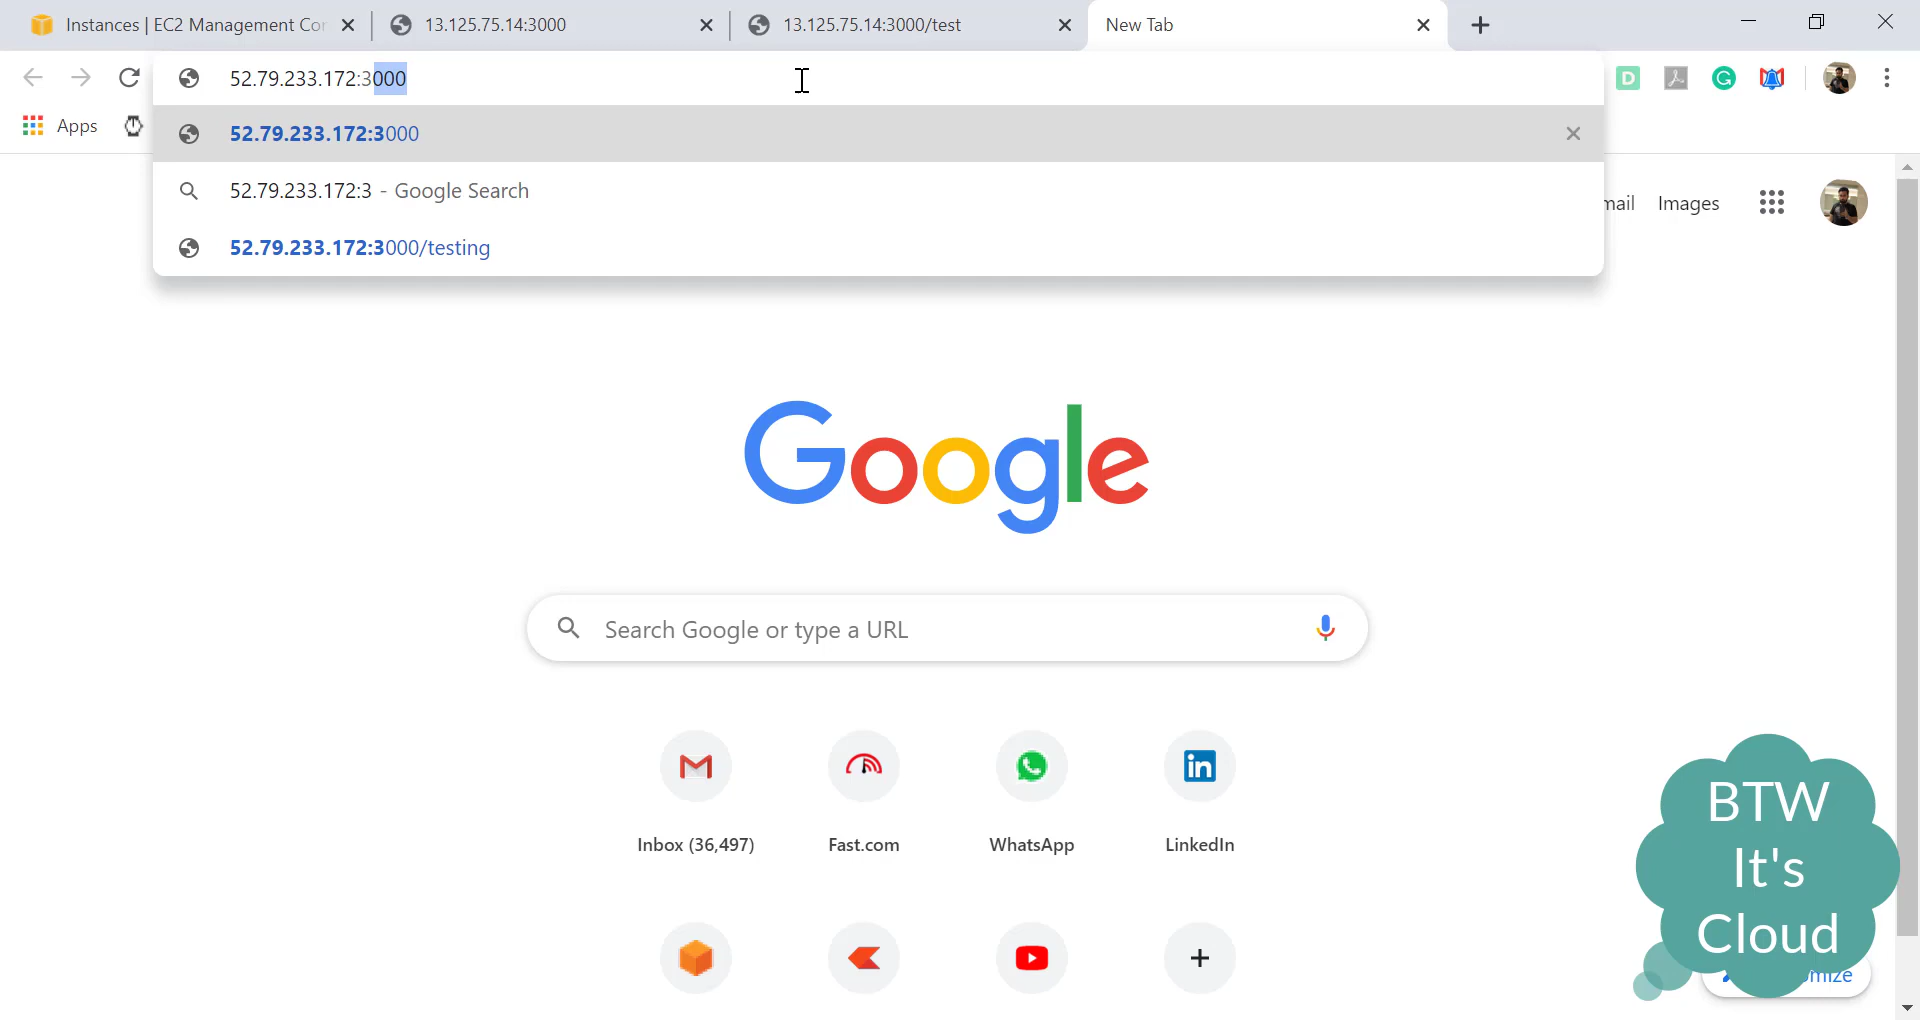 Instances | EC2 Management Cor
13.125.75.14:3000
13.125.75.14:3000/test
New Tab
52.79.233.172:3000
D
G
Apps
52.79.233.172:3000
52.79.233.172:3 - Google Search
52.79.233.172:3000/testing
mail
Images
Google
Search Google or type a URL
Inbox (36,497)
Fast.com
WhatsApp
in
LinkedIn
BTW
It's
Cloud